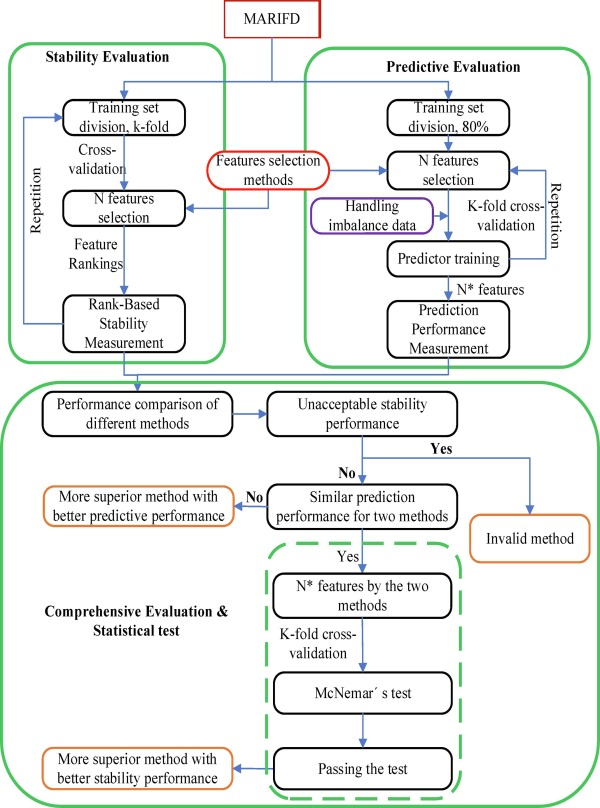 MARIFD
Stability Evaluation
Training set
division, k-fold
Cross-
validation
N features
selection
Feature
Rankings
Rank-Based
Stability
Measurement
Repetition
Features selection
methods
Predictive Evaluation
Training set
division, 80%
N features
selection
Handling
imbalance data
K-fold cross-
validation
Repetition
Predictor training
N* features
Prediction
Performance
Measurement
Performance comparison of
different methods
Unacceptable stability
performance
Yes
No
More superior method with
better predictive performance
No
Similar prediction
performance for two methods
Invalid method
Yes
N* features by the two
methods
Comprehensive Evaluation &
Statistical test
K-fold cross-
validation
McNemar´ s test
More superior method with
better stability performance
Passing the test